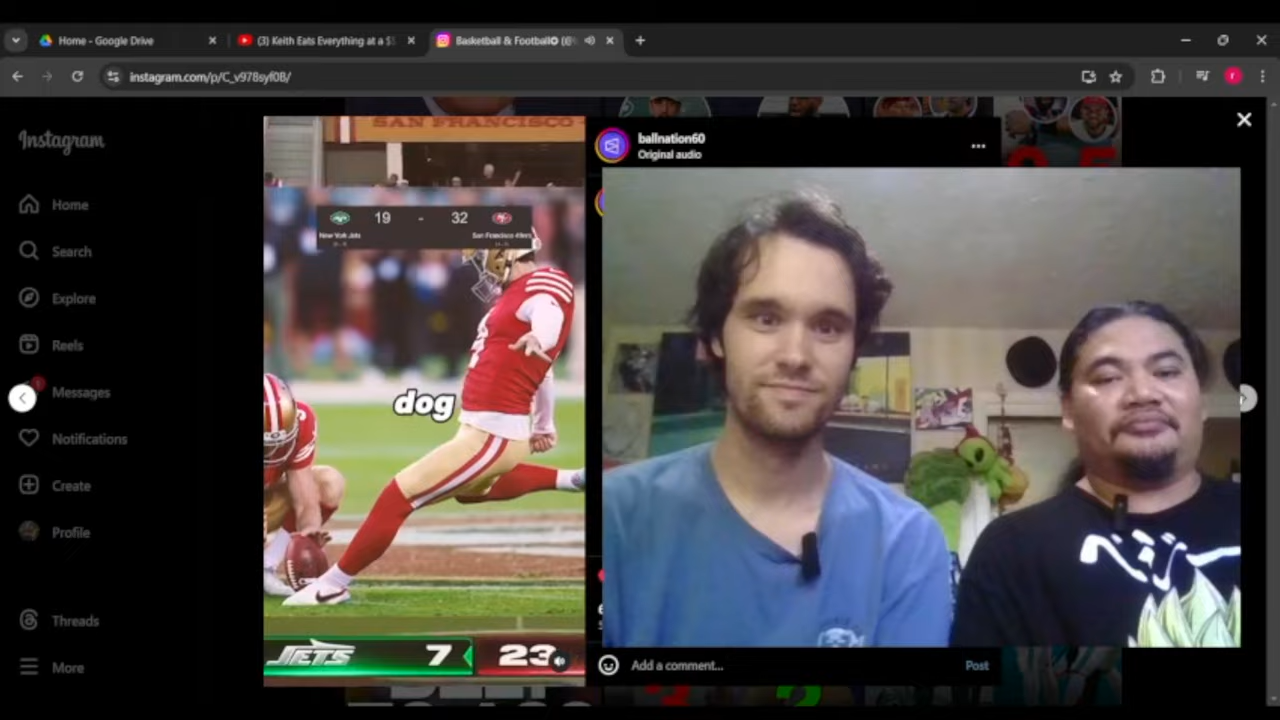 Home - Google Drive
(3) Keith Eats Everything at a $
Basketball & Football
instagram.com/p/C_v978syf0B/
Instagram
Home
Search
Explore
Reels
Messages
Notifications
Create
Profile
Threads
More
SAN FRANCISCO
19 - 32
New York Jets
San Francisco 49ers
dog
JETS 7 23
ballnation60
Original audio
Add a comment...
Post